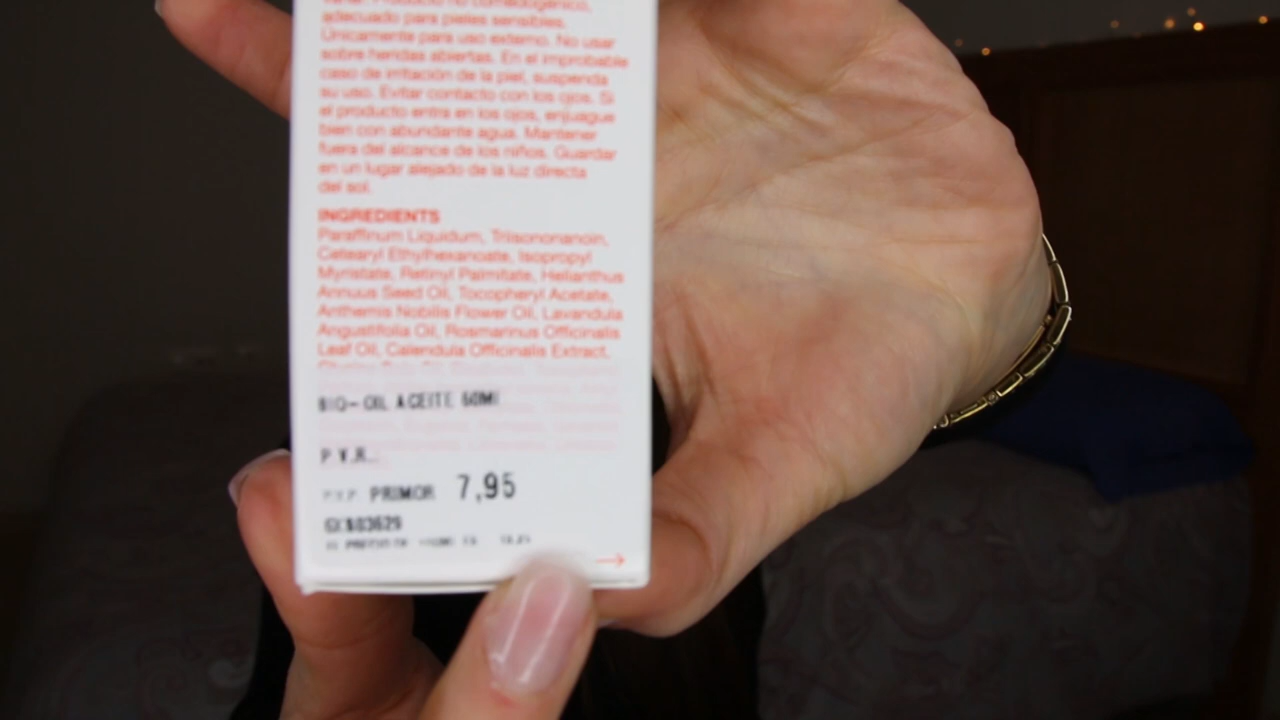 variar. Producto no comedogénico,
adecuado para pieles sensibles.
Únicamente para uso externo. No usar
sobre heridas abiertas. En el improbable
caso de irritación de la piel, suspenda
su uso. Evitar contacto con los ojos. Si
el producto entra en los ojos, enjuague
bien con abundante agua. Mantener
fuera del alcance de los niños. Guardar
en un lugar alejado de la luz directa
del sol.
INGREDIENTS
Paraffinum Liquidum, Triisononanoin,
Cetearyl Ethylhexanoate, Isopropyl
Myristate, Retinyl Palmitate, Helianthus
Annuus Seed Oil, Tocopheryl Acetate,
Anthemis Nobilis Flower Oil, Lavandula
Angustifolia Oil, Rosmarinus Officinalis
Leaf Oil, Calendula Officinalis Extract,
BIO-OIL ACEITE 60Ml
P.V.R.:
P.V.P PRIMOR 7,95
→